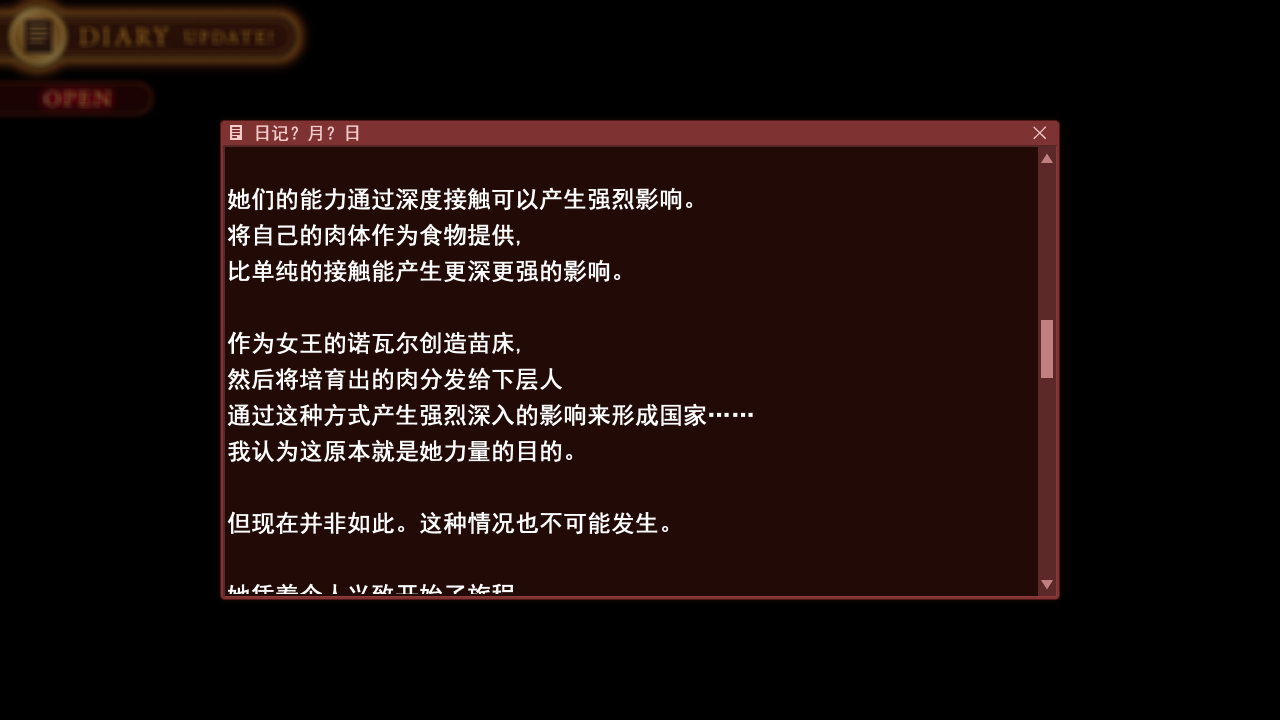 DIARY UPDATE!
OPEN
日记？月？日
她们的能力通过深度接触可以产生强烈影响。
将自己的肉体作为食物提供，
比单纯的接触能产生更深更强的影响。
作为女王的诺瓦尔创造苗床，
然后将培育出的肉分发给下层人
通过这种方式产生强烈深入的影响来形成国家……
我认为这原本就是她力量的目的。
但现在并非如此。这种情况也不可能发生。
她凭着个人兴致开始了旅程